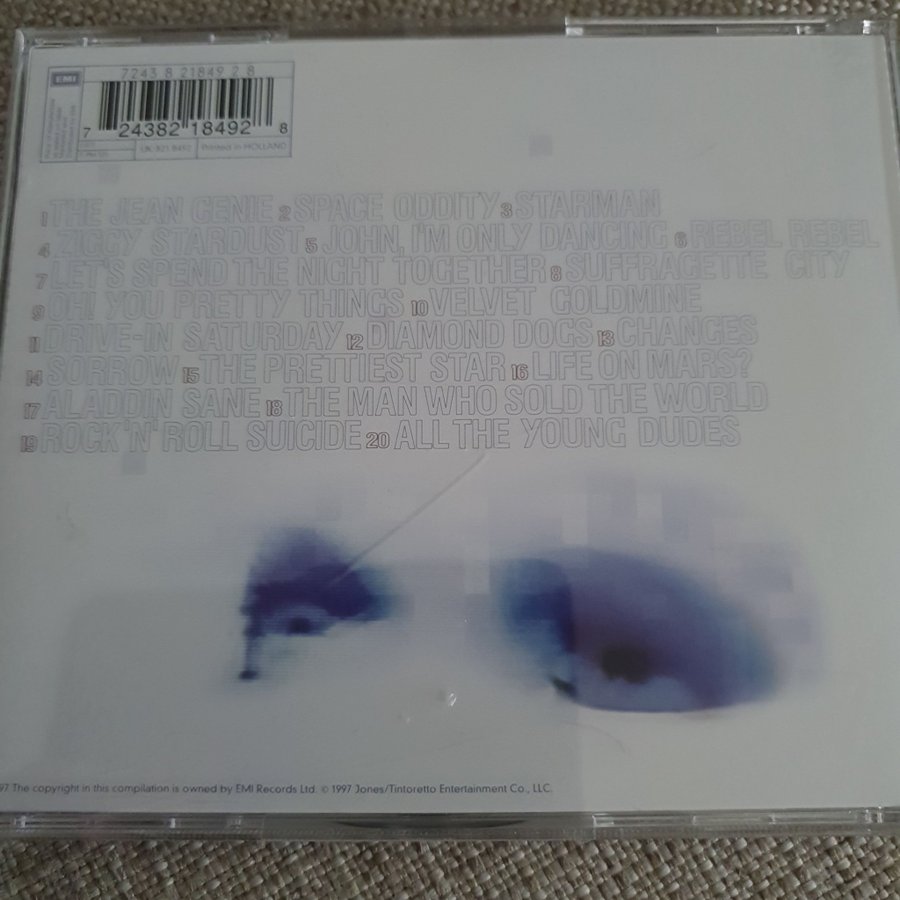 EMI
7243 8 21849 2 8
7 24382 18492 8
UK: 821 8492
Printed in HOLLAND
1 THE JEAN GENIE 2 SPACE ODDITY 3 STARMAN
4 ZIGGY STARDUST 5 JOHN, I'M ONLY DANCING 6 REBEL REBEL
7 LET'S SPEND THE NIGHT TOGETHER 8 SUFFRAGETTE CITY
9 OH! YOU PRETTY THINGS 10 VELVET GOLDMINE
11 DRIVE-IN SATURDAY 12 DIAMOND DOGS 13 CHANGES
14 SORROW 15 THE PRETTIEST STAR 16 LIFE ON MARS?
17 ALADDIN SANE 18 THE MAN WHO SOLD THE WORLD
19 ROCK 'N' ROLL SUICIDE 20 ALL THE YOUNG DUDES
97 The copyright in this compilation is owned by EMI Records Ltd. © 1997 Jones/Tintoretto Entertainment Co., LLC.